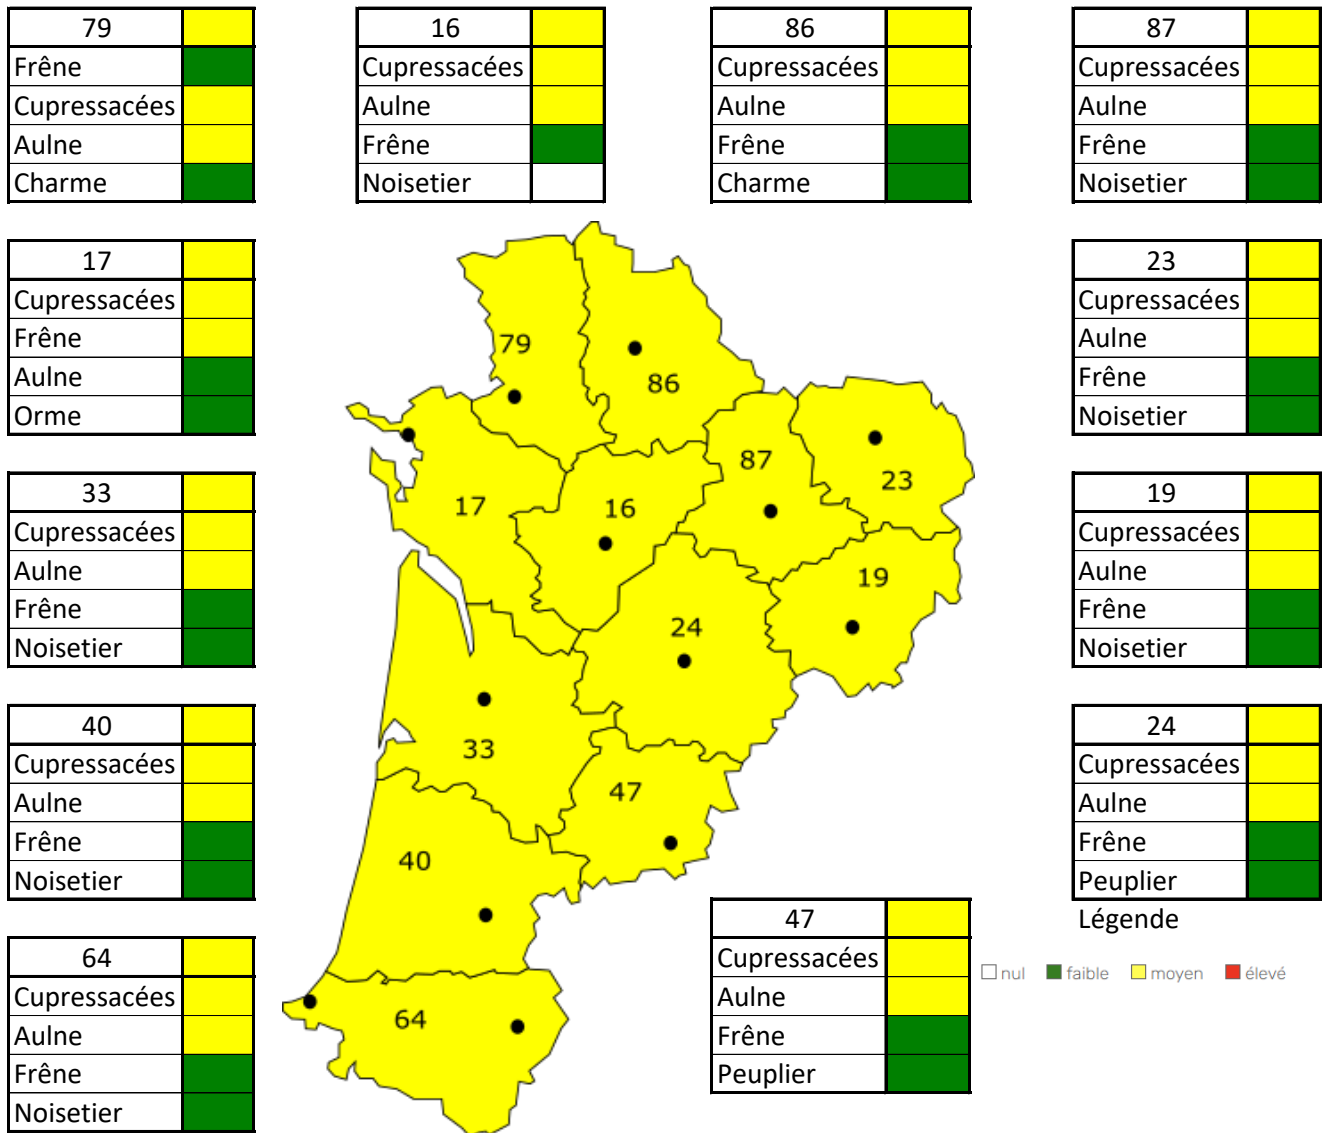 79
Frêne
Cupressacées
Aulne
Charme
16
Cupressacées
Aulne
Frêne
Noisetier
86
Cupressacées
Aulne
Frêne
Charme
87
Cupressacées
Aulne
Frêne
Noisetier
17
Cupressacées
Frêne
Aulne
Orme
23
Cupressacées
Aulne
Frêne
Noisetier
33
Cupressacées
Aulne
Frêne
Noisetier
19
Cupressacées
Aulne
Frêne
Noisetier
40
Cupressacées
Aulne
Frêne
Noisetier
24
Cupressacées
Aulne
Frêne
Peuplier
64
Cupressacées
Aulne
Frêne
Noisetier
47
Cupressacées
Aulne
Frêne
Peuplier
79
86
87
23
17
16
19
24
33
47
40
64
Légende
nul faible moyen élevé